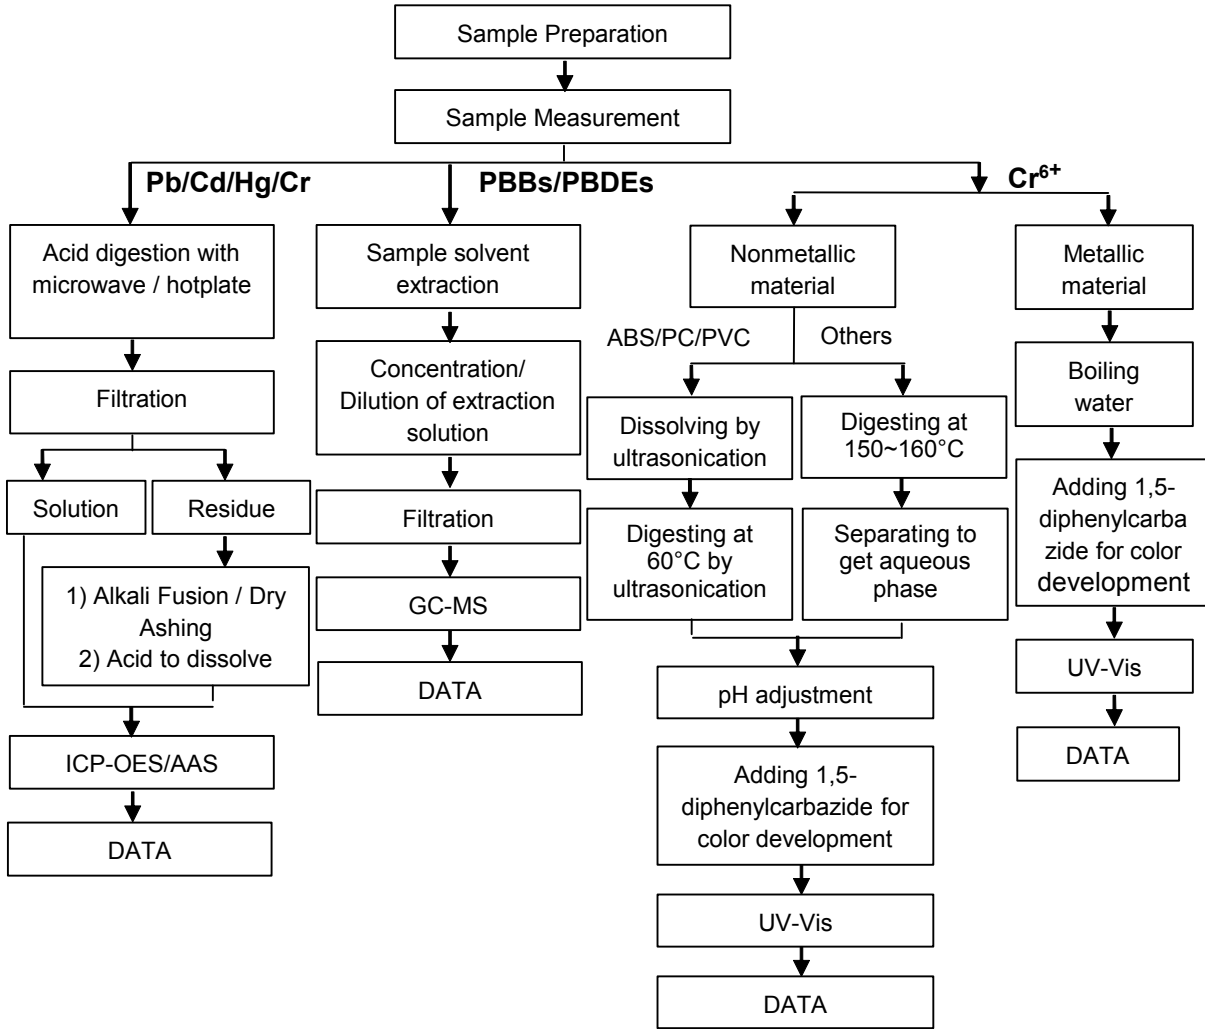 Sample Preparation
Sample Measurement
Pb/Cd/Hg/Cr
PBBs/PBDEs
Cr⁶⁺
Acid digestion with
microwave / hotplate
Filtration
Solution
Residue
1) Alkali Fusion / Dry
Ashing
2) Acid to dissolve
ICP-OES/AAS
DATA
Sample solvent
extraction
Concentration/
Dilution of extraction
solution
Filtration
GC-MS
DATA
Nonmetallic
material
ABS/PC/PVC
Others
Dissolving by
ultrasonication
Digesting at
60°C by
ultrasonication
Digesting at
150~160°C
Separating to
get aqueous
phase
pH adjustment
Adding 1,5-
diphenylcarbazide for
color development
UV-Vis
DATA
Metallic
material
Boiling
water
Adding 1,5-
diphenylcarba
zide for color
development
UV-Vis
DATA